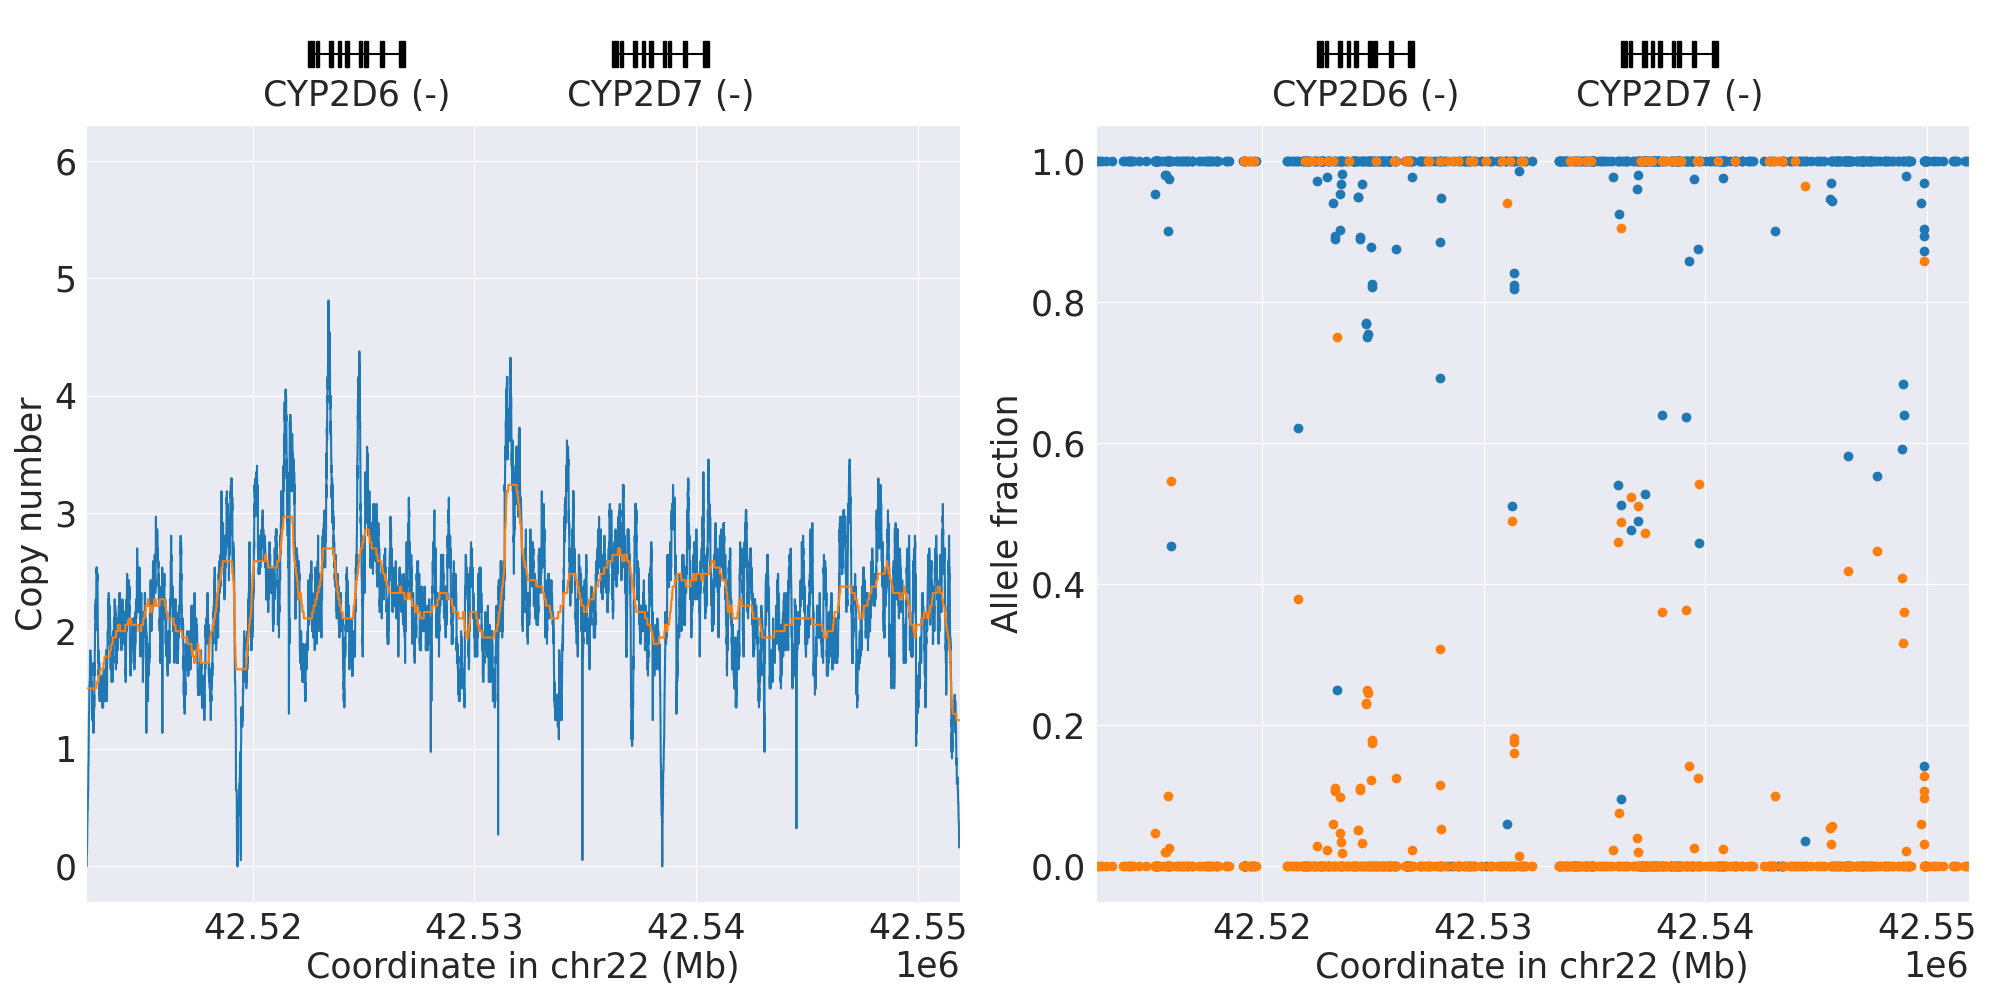 CYP2D6 (-) CYP2D7 (-)
6
5
4
3
2
1
0
Copy number
42.52 42.53 42.54 42.55
Coordinate in chr22 (Mb)
1e6
CYP2D6 (-) CYP2D7 (-)
1.0
0.8
0.6
0.4
0.2
0.0
Allele fraction
42.52 42.53 42.54 42.55
Coordinate in chr22 (Mb)
1e6